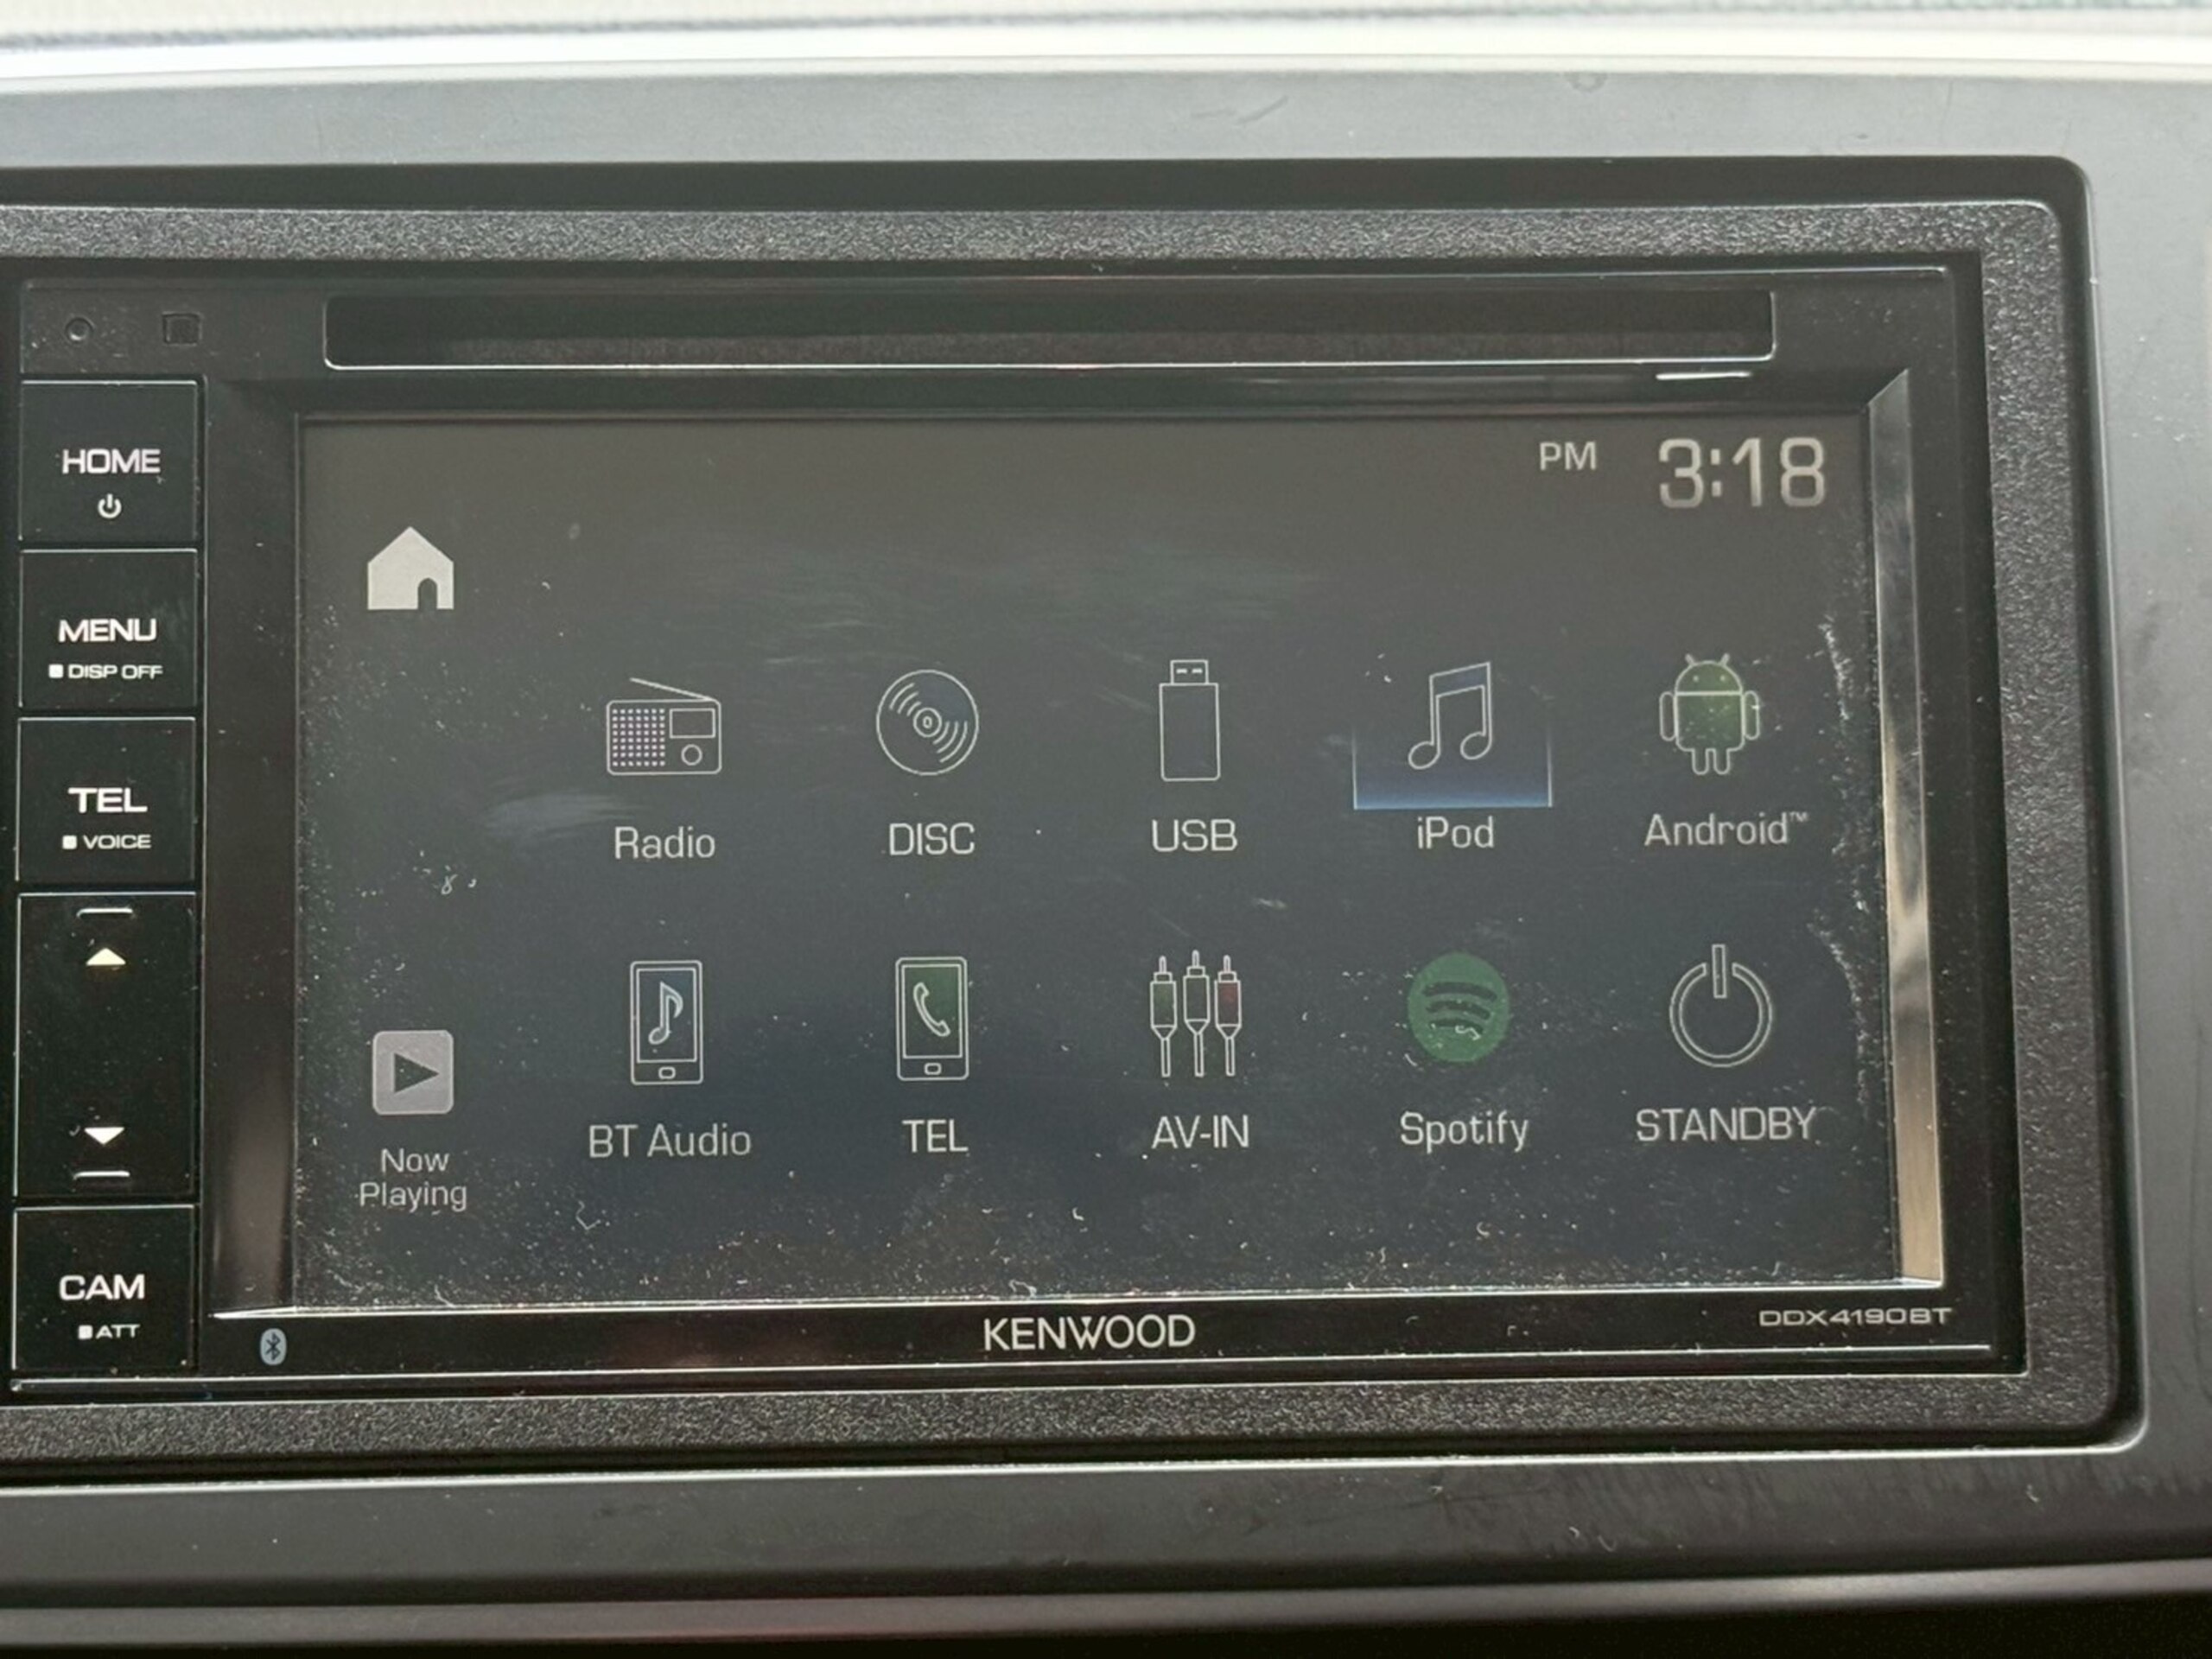 HOME
MENU
DISP OFF
TEL
VOICE
CAM
ATT
PM 3:18
Radio DISC USB iPod Android™
BT Audio TEL AV-IN Spotify STANDBY
Now
Playing
KENWOOD
DDX4190BT